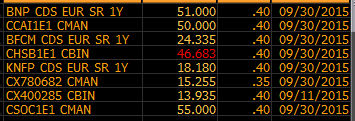 BNP CDS EUR SR 1Y 51.000 .40 09/30/2015
CCAI1E1 CMAN 50.000 .40 09/30/2015
BFCM CDS EUR SR 1Y 24.335 .40 09/30/2015
CHSB1E1 CBIN 46.683 .40 09/30/2015
KNFP CDS EUR SR 1Y 18.180 .40 09/30/2015
CX780682 CMAN 15.255 .35 09/30/2015
CX400285 CBIN 13.935 .40 09/11/2015
CSOC1E1 CMAN 55.000 .40 09/30/2015